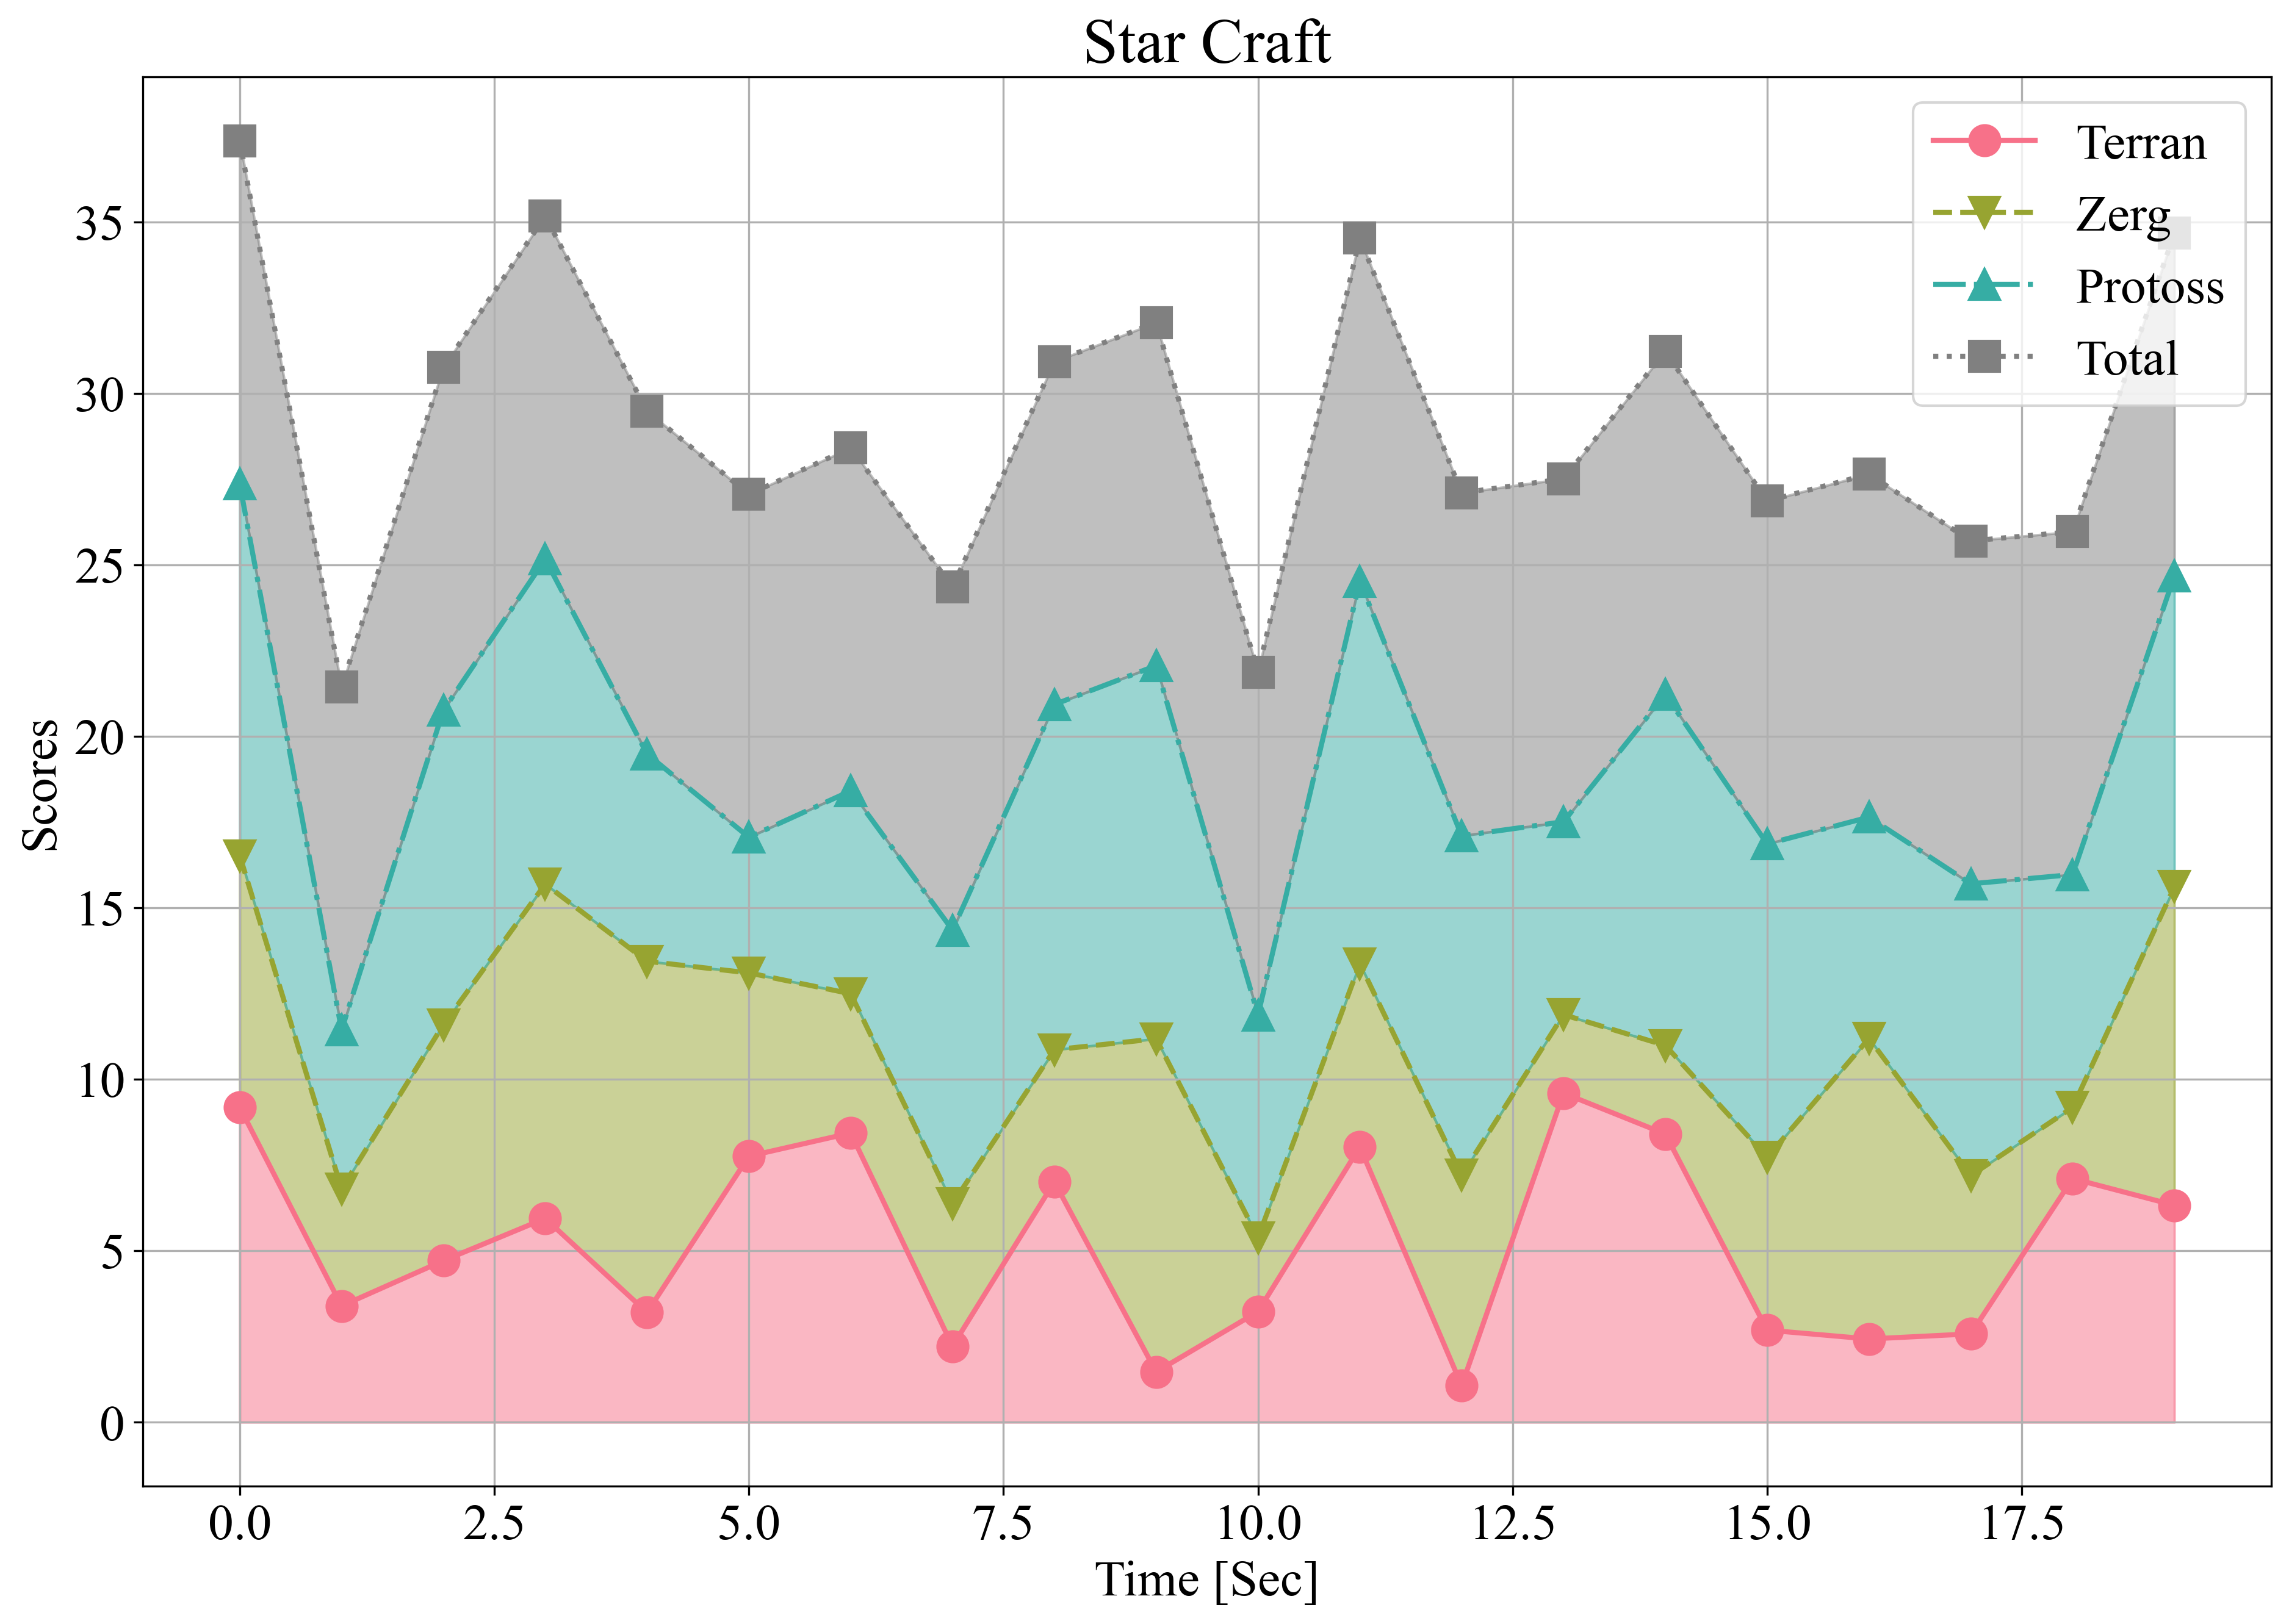 Star Craft
Terran
Zerg
Protoss
Total
35
30
25
20
15
10
5
0
Scores
0.0 2.5 5.0 7.5 10.0 12.5 15.0 17.5
Time [Sec]